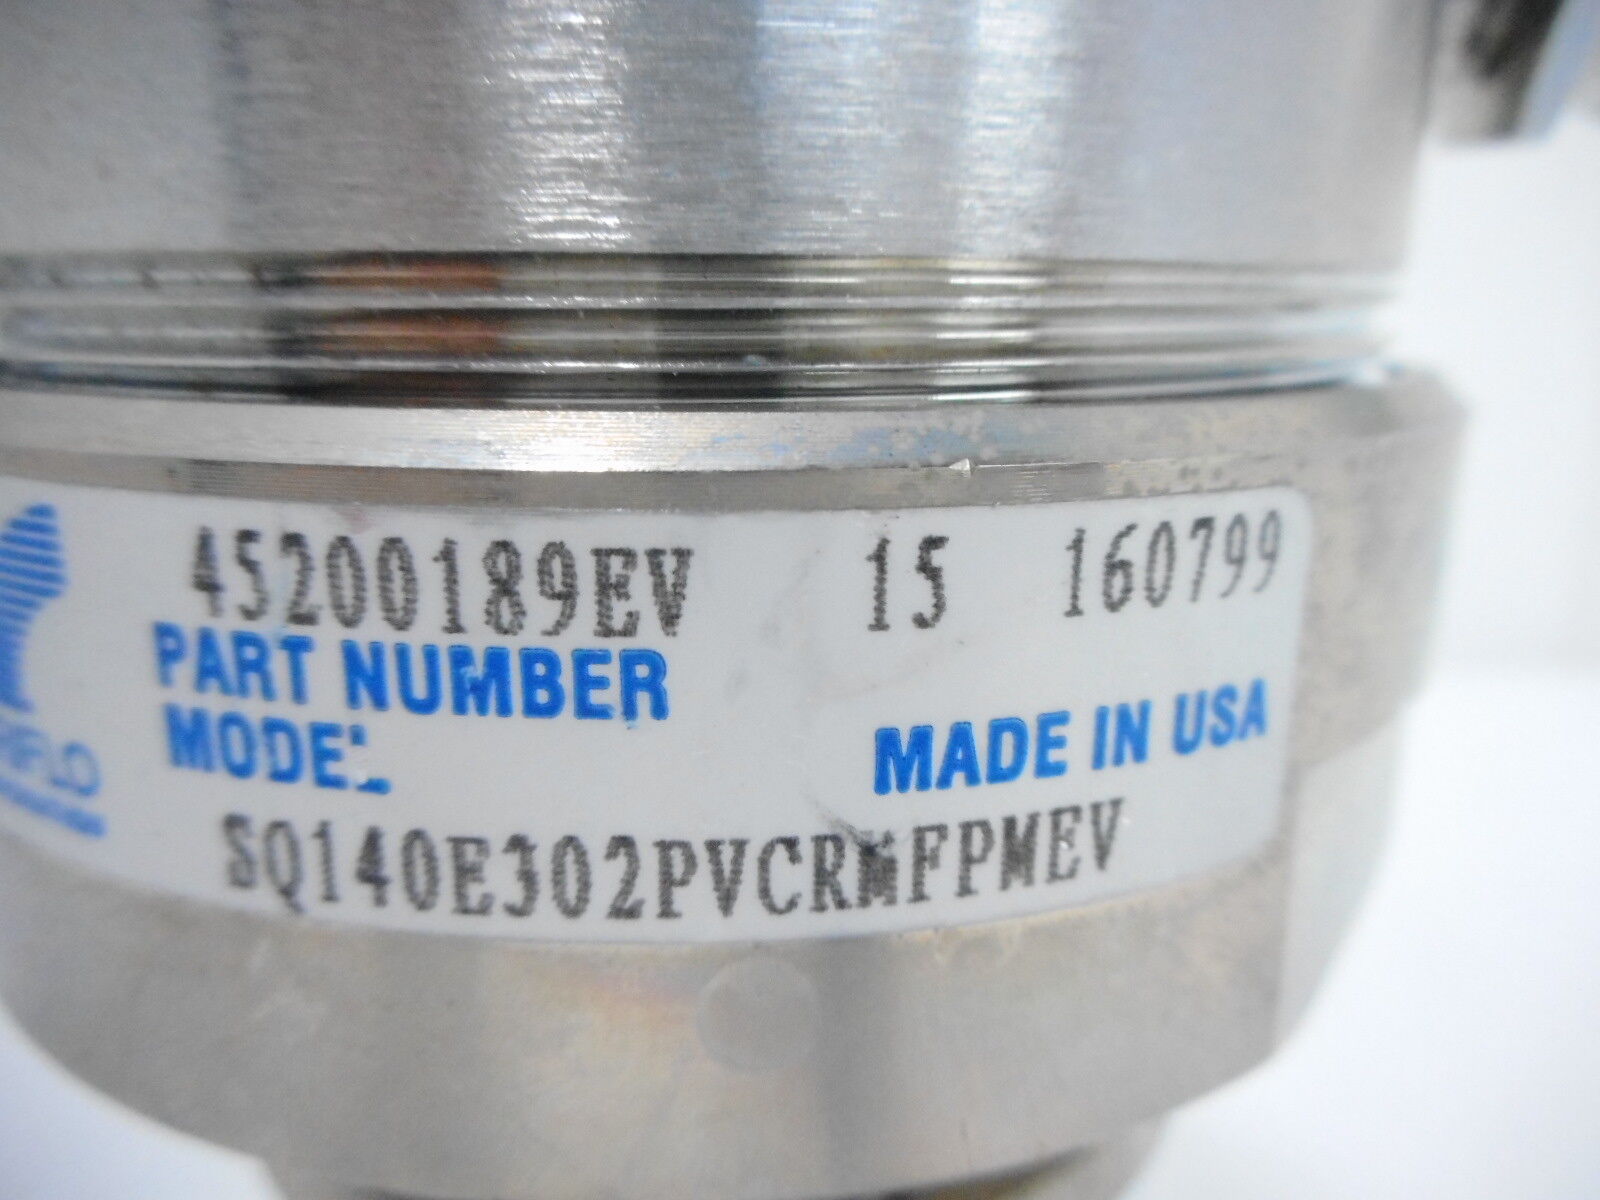 45200189EV 15 160799
PART NUMBER
MODEL MADE IN USA
SQ140E302PVCRMFPMEV